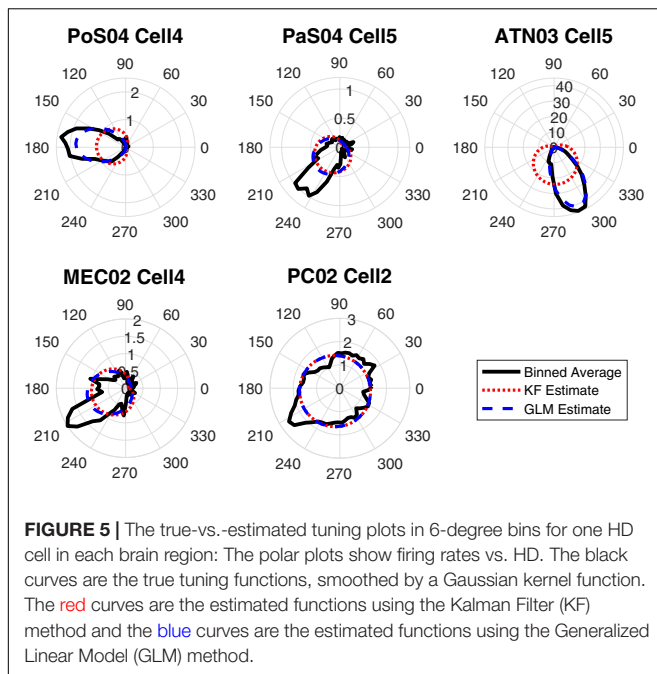 PoS04 Cell4
90
120 60
2
150 30
1
180 0 0
210 330
240 300
270
PaS04 Cell5
90
120 60
1
150 30
0.5
180 0 0
210 330
240 300
270
ATN03 Cell5
90
120 60
40
30
150 20 30
10
180 0 0
210 330
240 300
270
MEC02 Cell4
90
120 60
2
1.5
150 1 30
0.5
180 0 0
210 330
240 300
270
PC02 Cell2
90
120 60
3
2
150 30
1
180 0 0
210 330
240 300
270
Binned Average
KF Estimate
GLM Estimate
FIGURE 5 | The true-vs.-estimated tuning plots in 6-degree bins for one HD
cell in each brain region: The polar plots show firing rates vs. HD. The black
curves are the true tuning functions, smoothed by a Gaussian kernel function.
The red curves are the estimated functions using the Kalman Filter (KF)
method and the blue curves are the estimated functions using the Generalized
Linear Model (GLM) method.